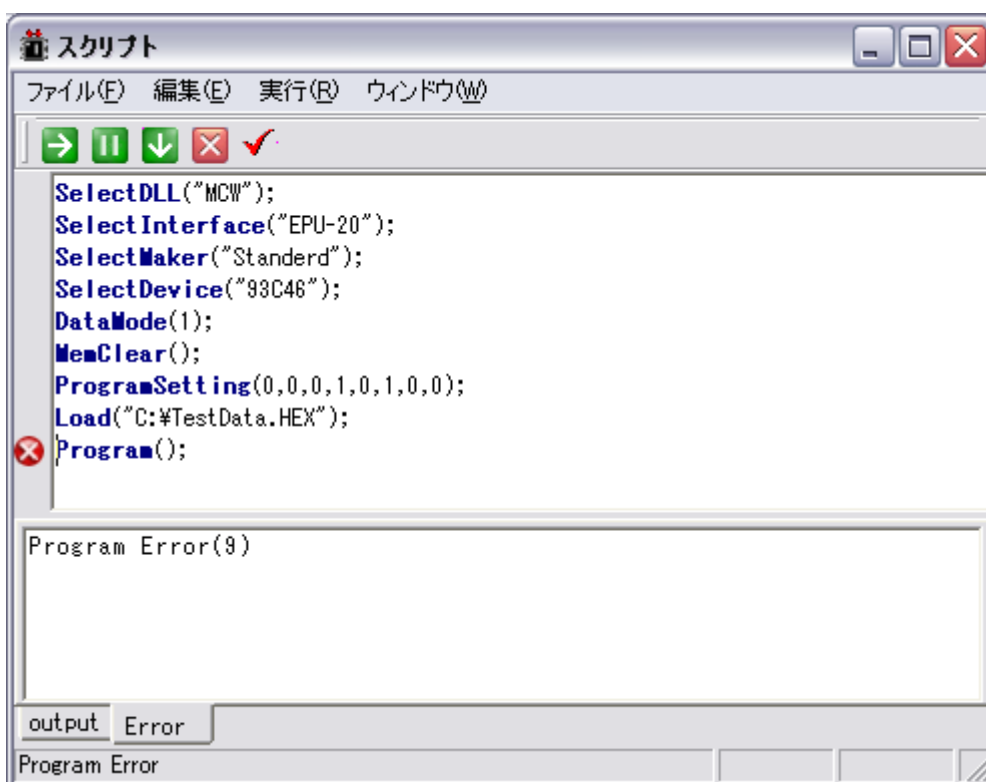 スクリプト
ファイル(F) 編集(E) 実行(R) ウィンドウ(W)
SelectDLL("MCW");
SelectInterface("EPU-20");
SelectMaker("Standerd");
SelectDevice("93C46");
DataMode(1);
MemClear();
ProgramSetting(0,0,0,1,0,1,0,0);
Load("C:¥TestData.HEX");
Program();
Program Error(9)
output Error
Program Error